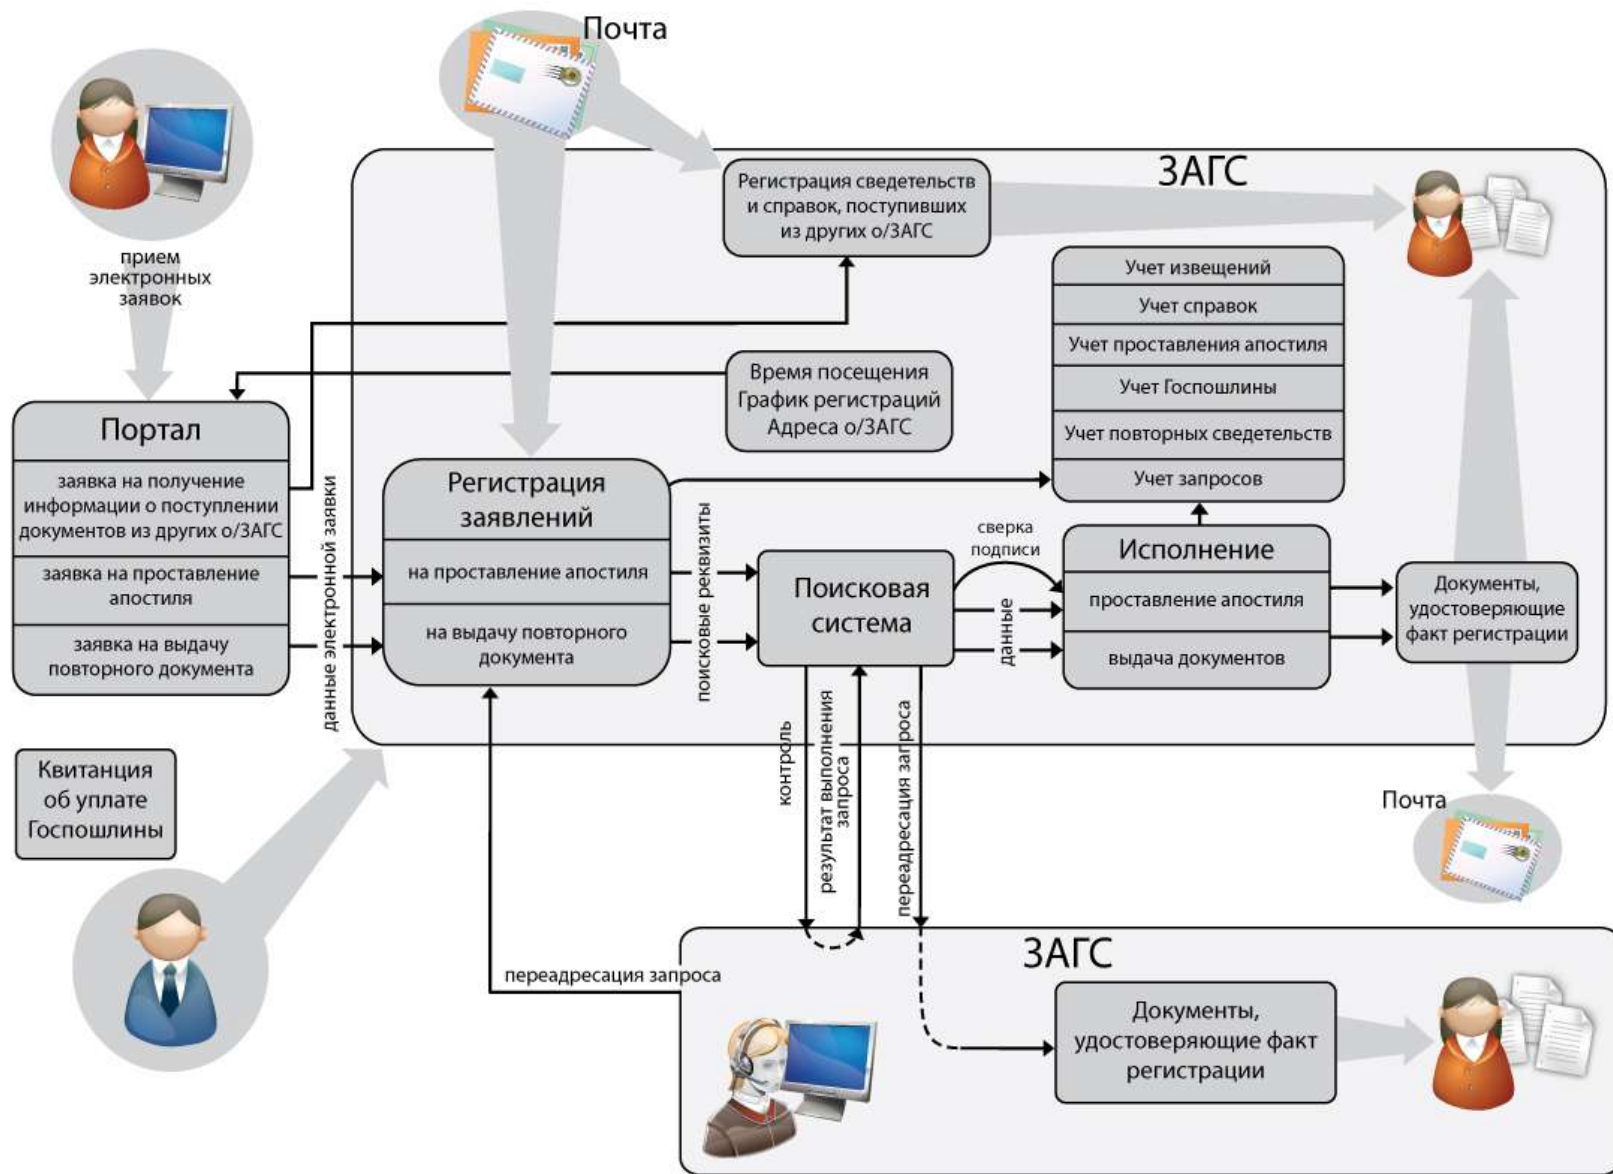 Почта
прием
электронных
заявок
ЗАГС
Регистрация сведетельств
и справок, поступивших
из других о/ЗАГС
Учет извещений
Учет справок
Учет проставления апостиля
Учет Госпошлины
Учет повторных сведетельств
Учет запросов
Время посещения
График регистраций
Адреса о/ЗАГС
Портал
заявка на получение
информации о поступлении
документов из других о/ЗАГС
заявка на проставление
апостиля
заявка на выдачу
повторного документа
данные электронной заявки
Регистрация
заявлений
на проставление апостиля
на выдачу повторного
документа
поисковые реквизиты
Поисковая
система
сверка
подписи
данные
Исполнение
проставление апостиля
выдача документов
Документы,
удостоверяющие
факт регистрации
Квитанция
об уплате
Госпошлины
контроль
результат выполнения
запроса
переадресация запроса
Почта
переадресация запроса
ЗАГС
Документы,
удостоверяющие факт
регистрации